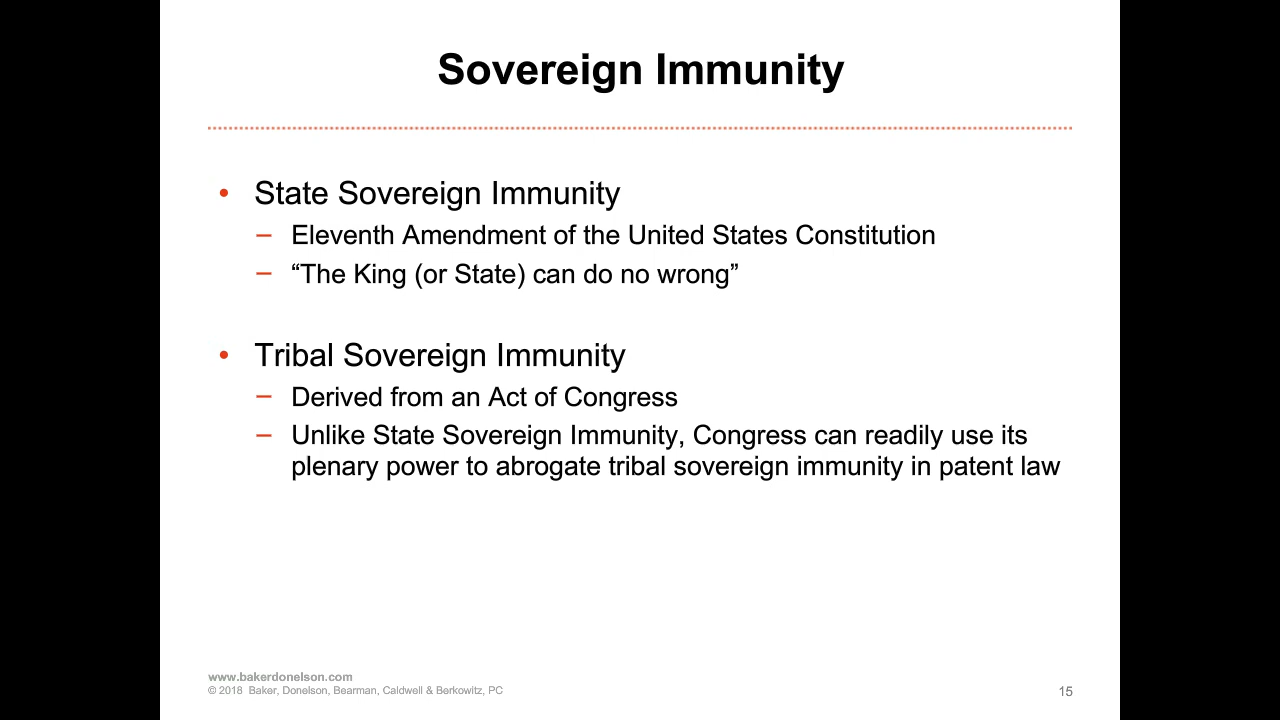 Sovereign Immunity
• State Sovereign Immunity
– Eleventh Amendment of the United States Constitution
– “The King (or State) can do no wrong”
• Tribal Sovereign Immunity
– Derived from an Act of Congress
– Unlike State Sovereign Immunity, Congress can readily use its
plenary power to abrogate tribal sovereign immunity in patent law
www.bakerdonelson.com
© 2018 Baker, Donelson, Bearman, Caldwell & Berkowitz, PC
15